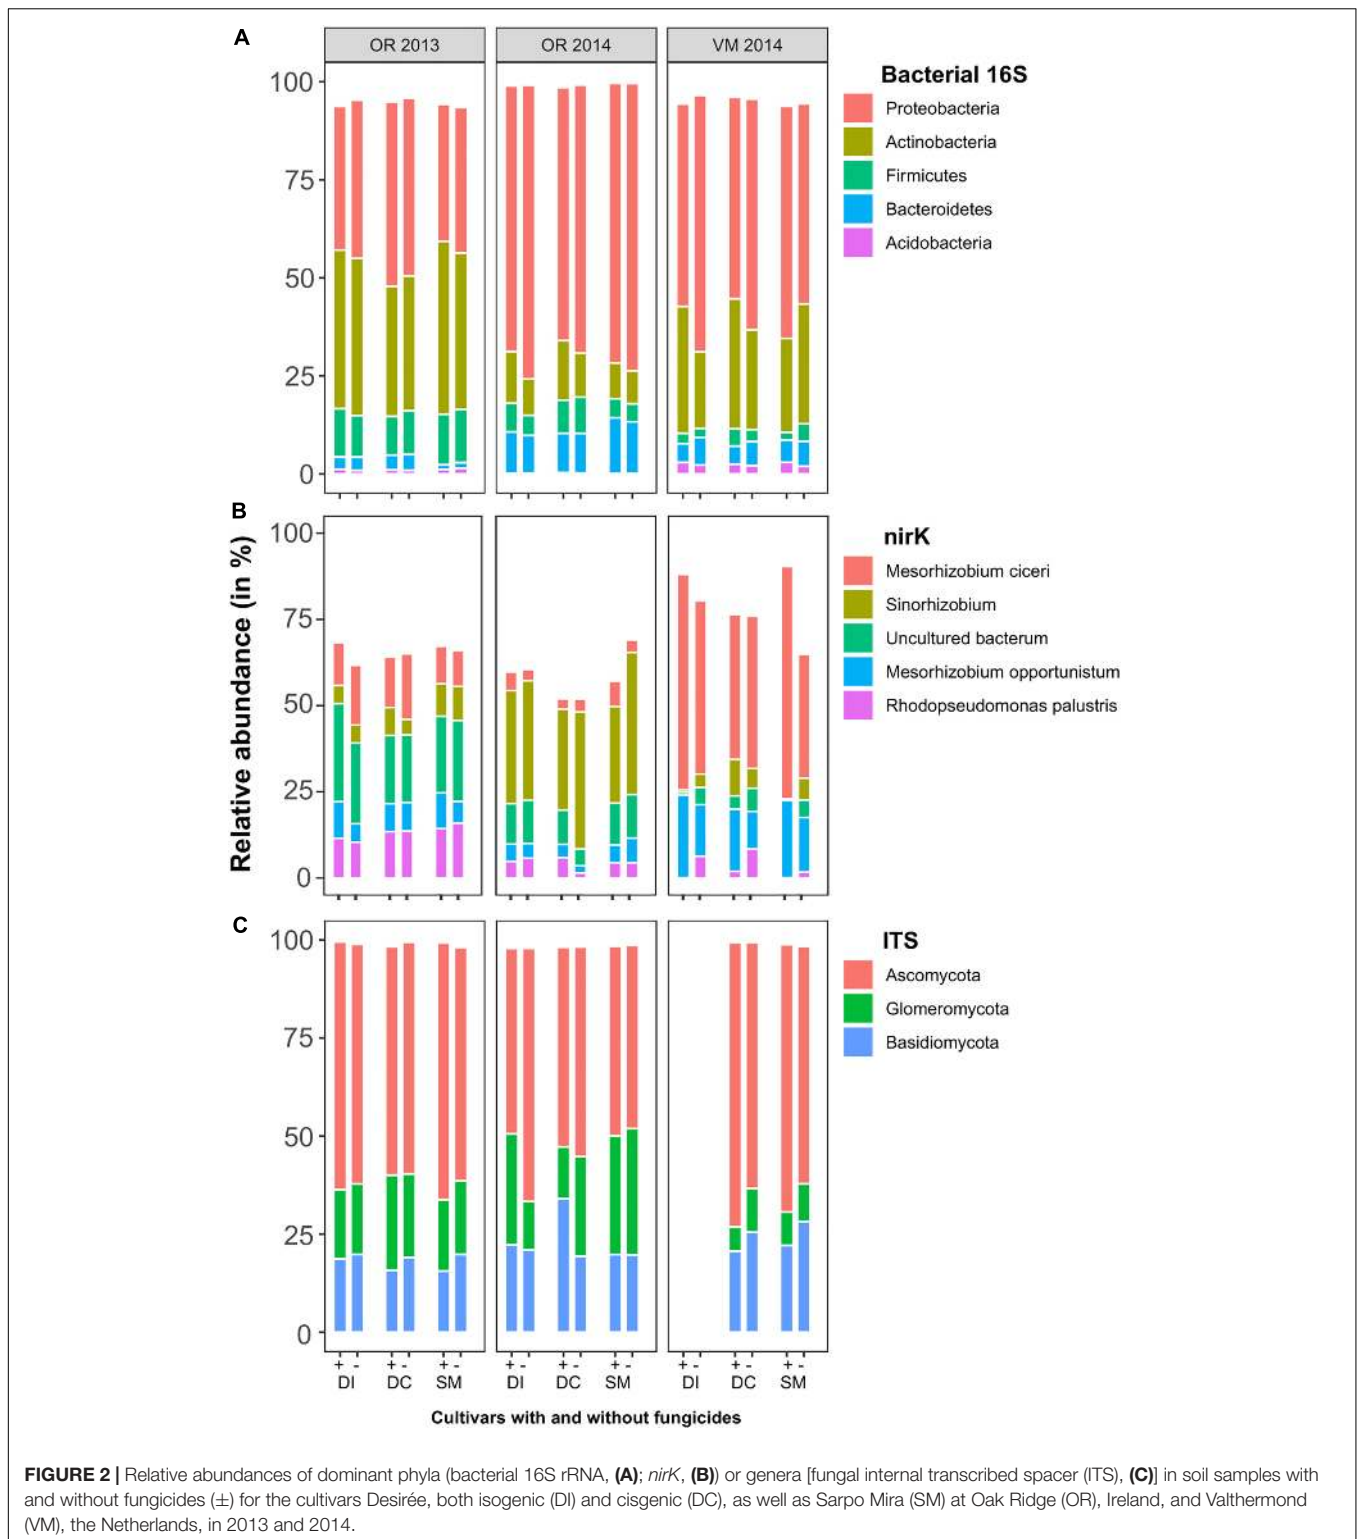 A
OR 2013
OR 2014
VM 2014
100
75
50
25
0
Bacterial 16S
Proteobacteria
Actinobacteria
Firmicutes
Bacteroidetes
Acidobacteria
B
100
75
50
25
0
nirK
Mesorhizobium ciceri
Sinorhizobium
Uncultured bacterum
Mesorhizobium opportunistum
Rhodopseudomonas palustris
Relative abundance (in %)
C
100
75
50
25
0
ITS
Ascomycota
Glomeromycota
Basidiomycota
+ - + - + - + - + - + - + - + - + -
DI DC SM DI DC SM DI DC SM
Cultivars with and without fungicides
FIGURE 2 | Relative abundances of dominant phyla (bacterial 16S rRNA, (A); nirK, (B)) or genera [fungal internal transcribed spacer (ITS), (C)] in soil samples with
and without fungicides (±) for the cultivars Desirée, both isogenic (DI) and cisgenic (DC), as well as Sarpo Mira (SM) at Oak Ridge (OR), Ireland, and Valthermond
(VM), the Netherlands, in 2013 and 2014.